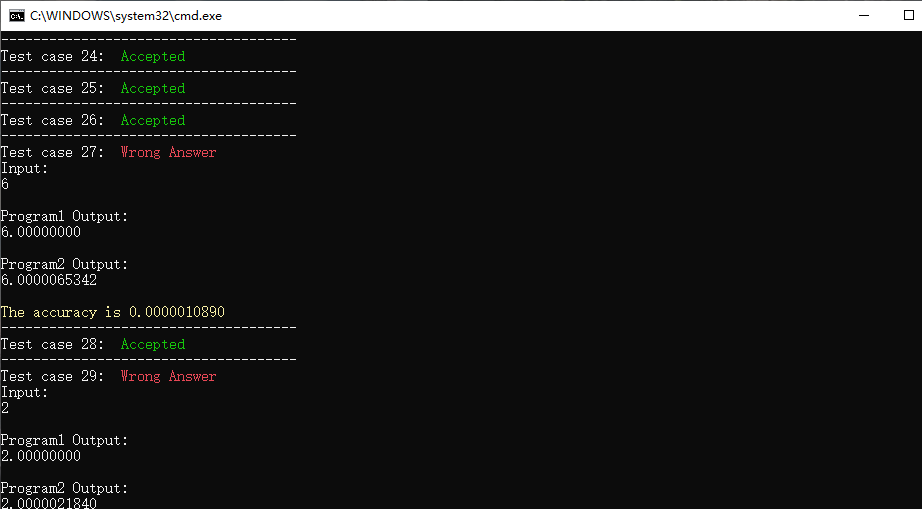 C:\WINDOWS\system32\cmd.exe
-------------------------------------
Test case 24:  Accepted
-------------------------------------
Test case 25:  Accepted
-------------------------------------
Test case 26:  Accepted
-------------------------------------
Test case 27:  Wrong Answer
Input:
6
Program1 Output:
6.00000000
Program2 Output:
6.0000065342
The accuracy is 0.0000010890
-------------------------------------
Test case 28:  Accepted
-------------------------------------
Test case 29:  Wrong Answer
Input:
2
Program1 Output:
2.00000000
Program2 Output:
2.0000021840